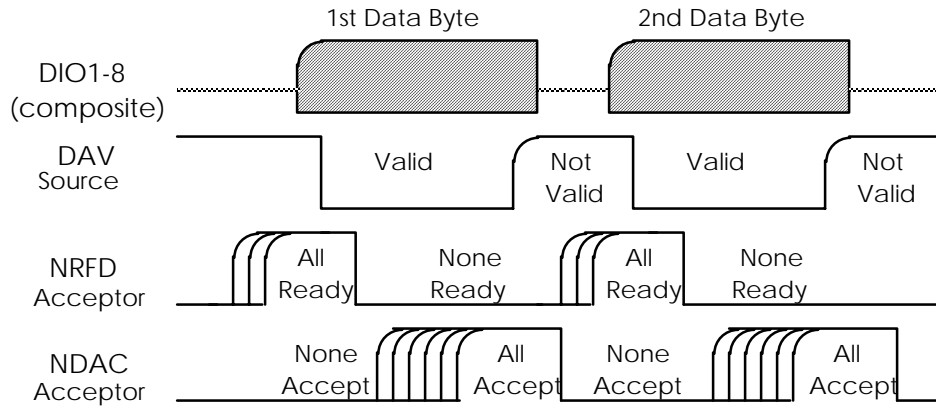 1st Data Byte
2nd Data Byte
DIO1-8
(composite)
DAV
Source
Valid
Not
Valid
Valid
Not
Valid
NRFD
Acceptor
All
Ready
None
Ready
All
Ready
None
Ready
NDAC
Acceptor
None
Accept
All
Accept
None
Accept
All
Accept